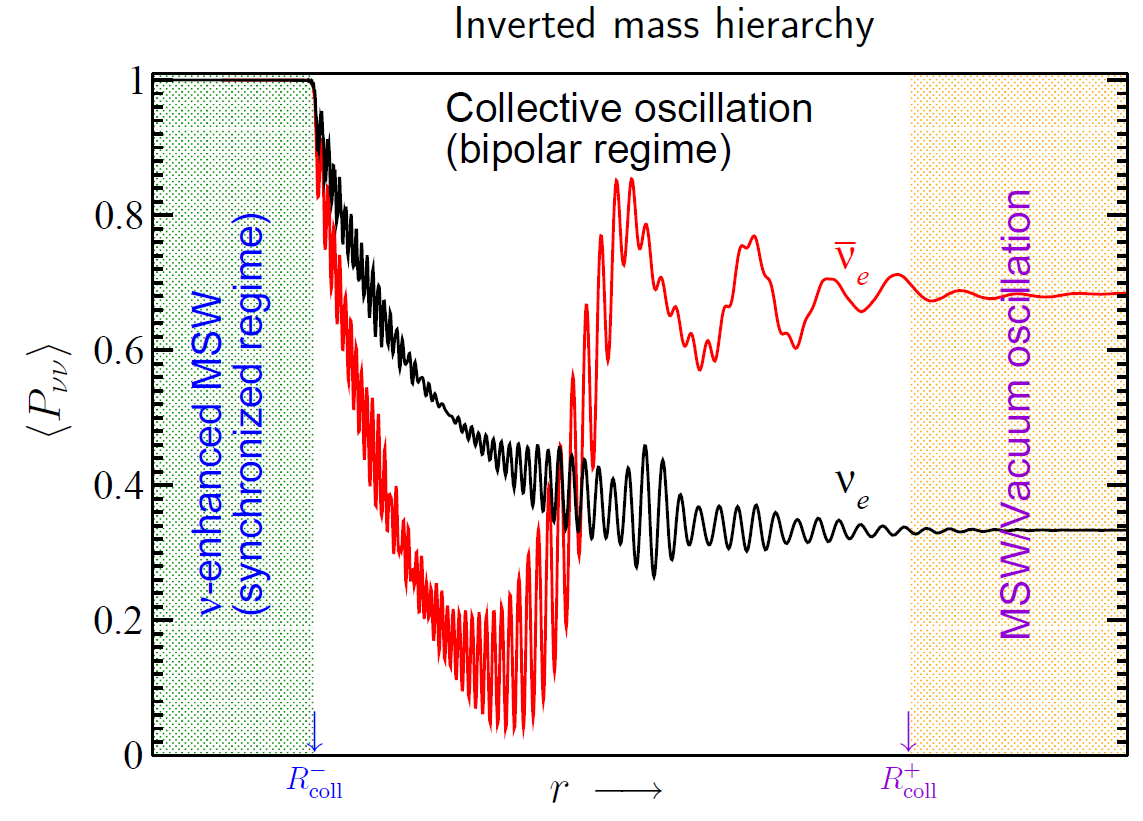 Inverted mass hierarchy
1
0.8
0.6
0.4
0.2
0
⟨Pνν⟩
ν-enhanced MSW
(synchronized regime)
Collective oscillation
(bipolar regime)
ν̅e
νe
MSW/Vacuum oscillation
R−coll
r ⟶
R+coll